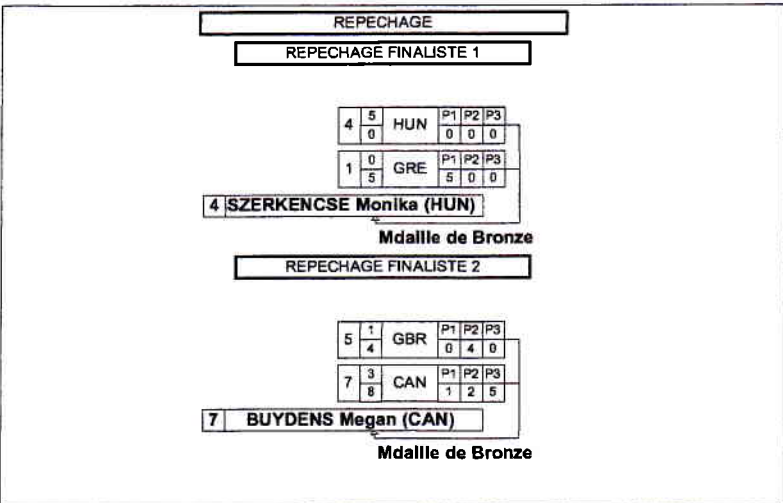 REPECHAGE
REPECHAGE FINALISTE 1
4 5 HUN P1 P2 P3
0 0 0 0
1 0 GRE P1 P2 P3
5 5 0 0
4 SZERKENCSE Monika (HUN)
Mdaille de Bronze
REPECHAGE FINALISTE 2
5 1 GBR P1 P2 P3
4 0 4 0
7 3 CAN P1 P2 P3
8 1 2 5
7 BUYDENS Megan (CAN)
Mdaille de Bronze